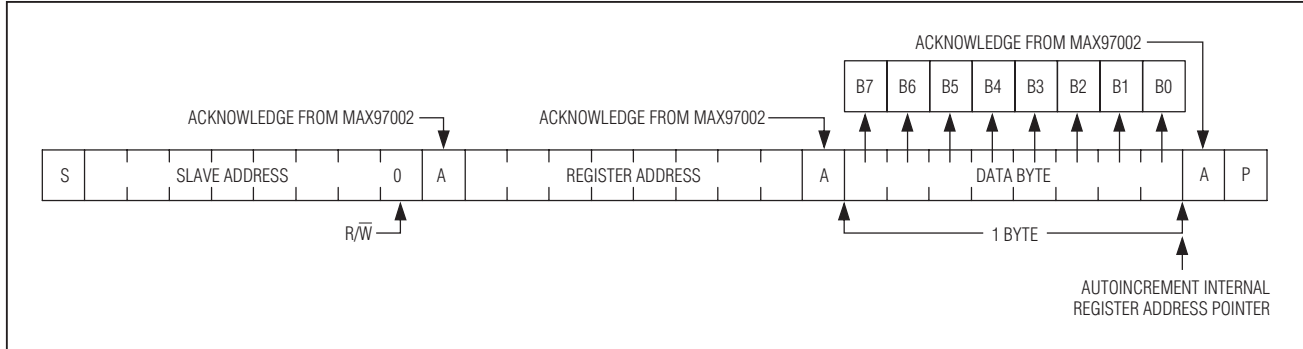 ACKNOWLEDGE FROM MAX97002
B7 B6 B5 B4 B3 B2 B1 B0
ACKNOWLEDGE FROM MAX97002 ACKNOWLEDGE FROM MAX97002
S SLAVE ADDRESS 0 A REGISTER ADDRESS A DATA BYTE A P
R/W̅ 1 BYTE
AUTOINCREMENT INTERNAL
REGISTER ADDRESS POINTER